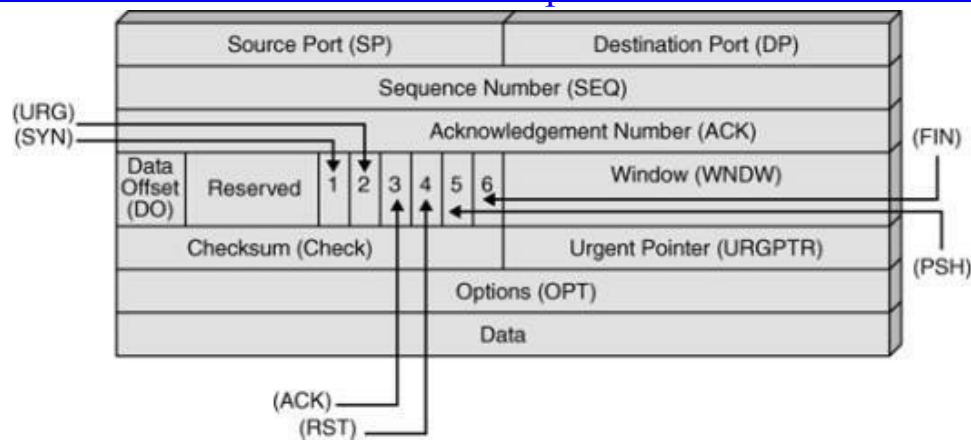 Source Port (SP) Destination Port (DP)
Sequence Number (SEQ)
(URG)
(SYN)
Acknowledgement Number (ACK)
(FIN)
Data
Offset
(DO)
Reserved
1 2 3 4 5 6
Window (WNDW)
Checksum (Check) Urgent Pointer (URGPTR)
(PSH)
Options (OPT)
Data
(ACK)
(RST)